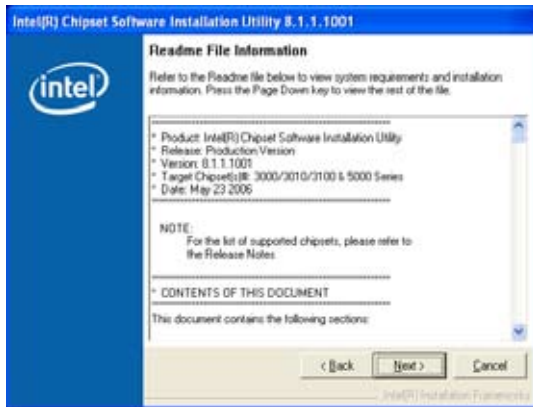 Intel(R) Chipset Software Installation Utility 8.1.1.1001
intel
Readme File Information
Refer to the Readme file below to view system requirements and installation
information. Press the Page Down key to view the rest of the file.
************************************************************
* Product: Intel(R) Chipset Software Installation Utility
* Release: Production Version
* Version: 8.1.1.1001
* Target Chipset(s)#: 3000/3010/3100 & 5000 Series
* Date: May 23 2006
************************************************************
NOTE:
For the list of supported chipsets, please refer to
the Release Notes
************************************************************
* CONTENTS OF THIS DOCUMENT
************************************************************
This document contains the following sections:
< Back
Next >
Cancel
Intel(R) Installation Frameworks